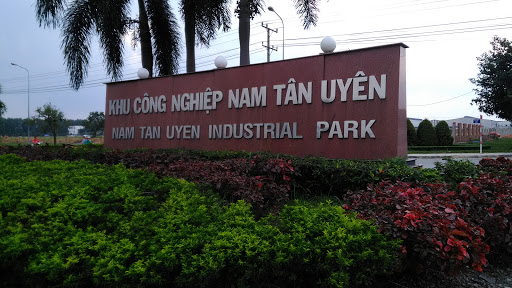 KHU CÔNG NGHIỆP NAM TÂN UYÊN
NAM TAN UYEN INDUSTRIAL PARK